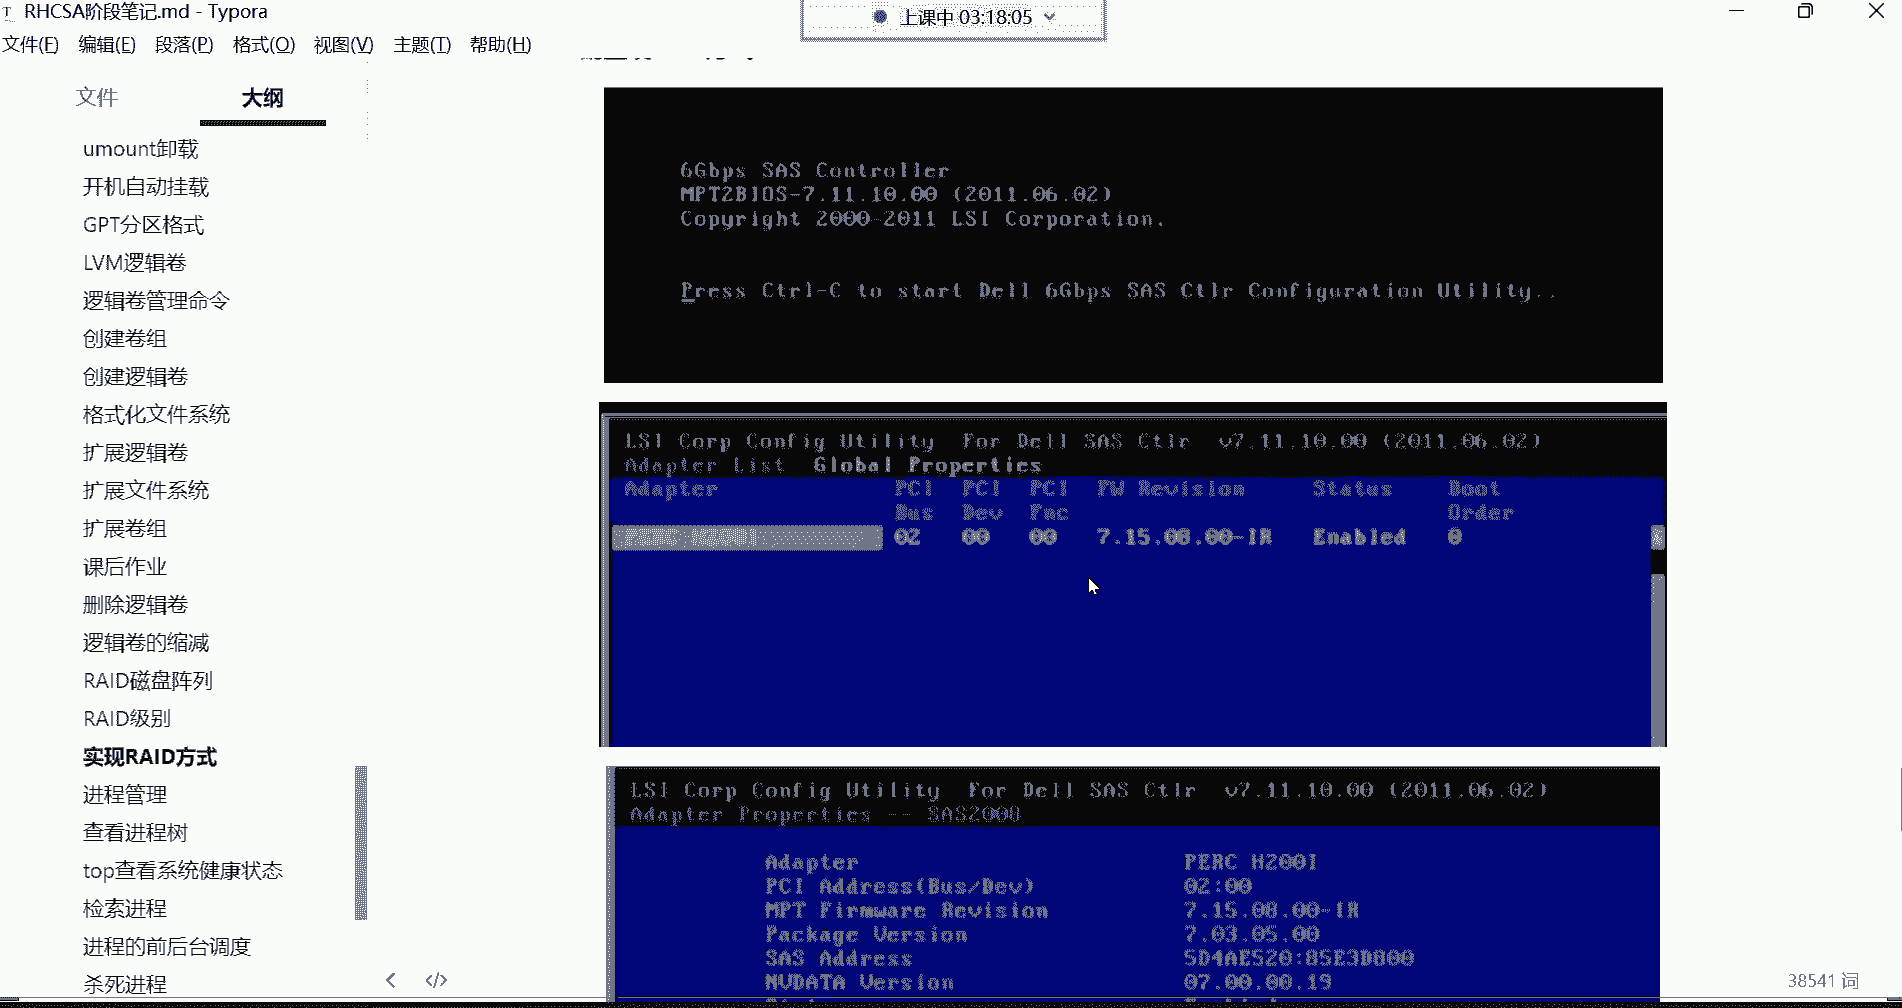 RHCSA阶段笔记.md - Typora
上课中 03:18:05
文件(F) 编辑(E) 段落(P) 格式(O) 视图(V) 主题(T) 帮助(H)
文件 大纲
umount卸载
开机自动挂载
GPT分区格式
LVM逻辑卷
逻辑卷管理命令
创建卷组
创建逻辑卷
格式化文件系统
扩展逻辑卷
扩展文件系统
扩展卷组
课后作业
删除逻辑卷
逻辑卷的缩减
RAID磁盘阵列
RAID级别
实现RAID方式
进程管理
查看进程树
top查看系统健康状态
检索进程
进程的前后台调度
杀死进程
6Gbps SAS Controller
MPT2BIOS-7.11.10.00 (2011.06.02)
Copyright 2000-2011 LSI Corporation.
Press Ctrl-C to start Dell 6Gbps SAS Ctlr Configuration Utility..
LSI Corp Config Utility For Dell SAS Ctlr v7.11.10.00 (2011.06.02)
Adapter List Global Properties
Adapter PCI PCI PCI FW Revision Status Boot
Bus Dev Fnc Order
PERC H200I 02 00 00 7.15.08.00-IR Enabled 0
LSI Corp Config Utility For Dell SAS Ctlr v7.11.10.00 (2011.06.02)
Adapter Properties -- SAS2008
Adapter PERC H200I
PCI Address(Bus/Dev) 02:00
MPT Firmware Revision 7.15.08.00-IR
Package Version 7.03.05.00
SAS Address 5D4AE520:85E3D800
NVDATA Version 07.00.00.19
38541 词